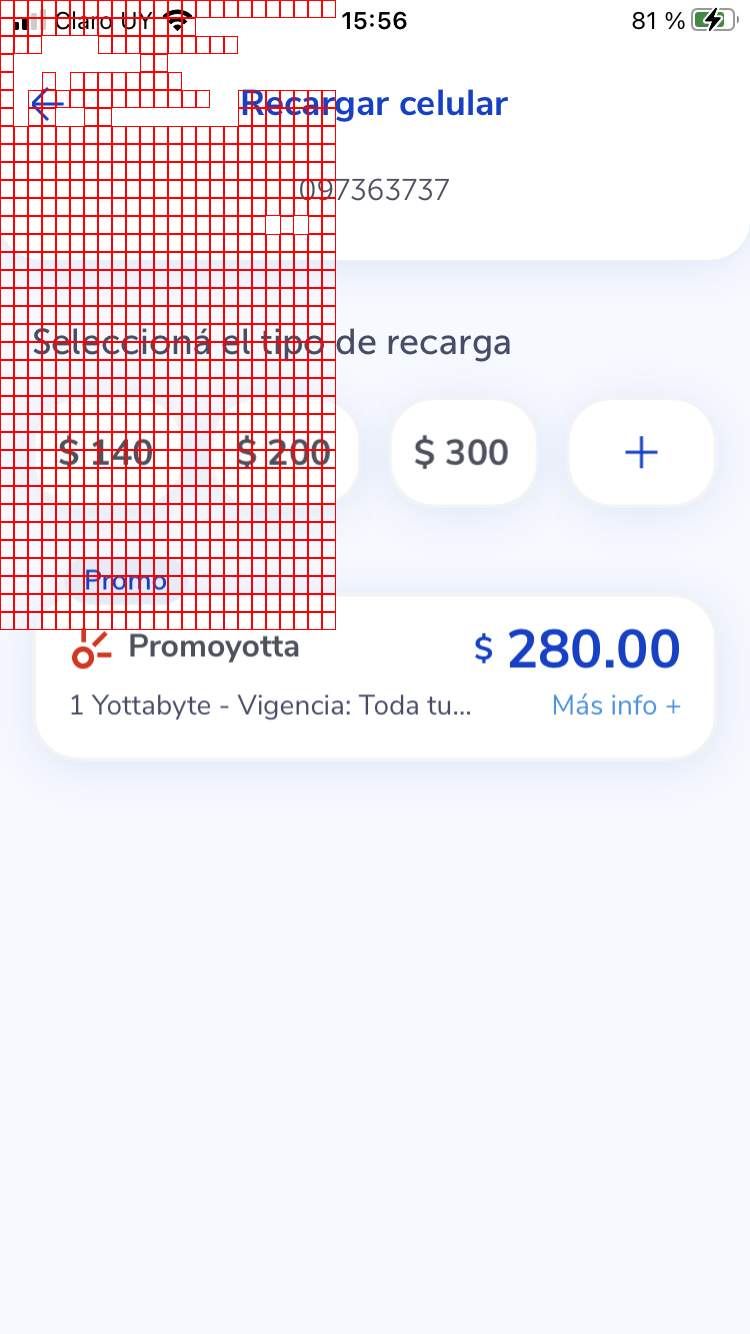 Claro UY 15:56 81 %
Recargar celular
097363737
Seleccioná el tipo de recarga
$ 140 $ 200 $ 300 +
Promo
Promoyotta $ 280.00
1 Yottabyte - Vigencia: Toda tu... Más info +